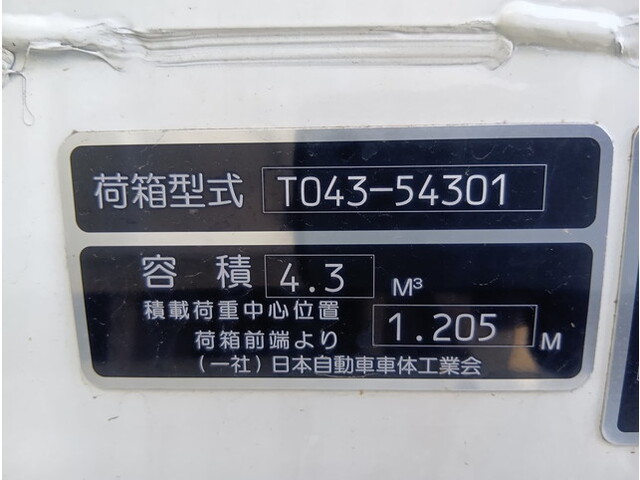 荷箱型式 T043-54301
容積 4.3 M³
積載荷重中心位置
荷箱前端より 1.205 M
(一社)日本自動車車体工業会